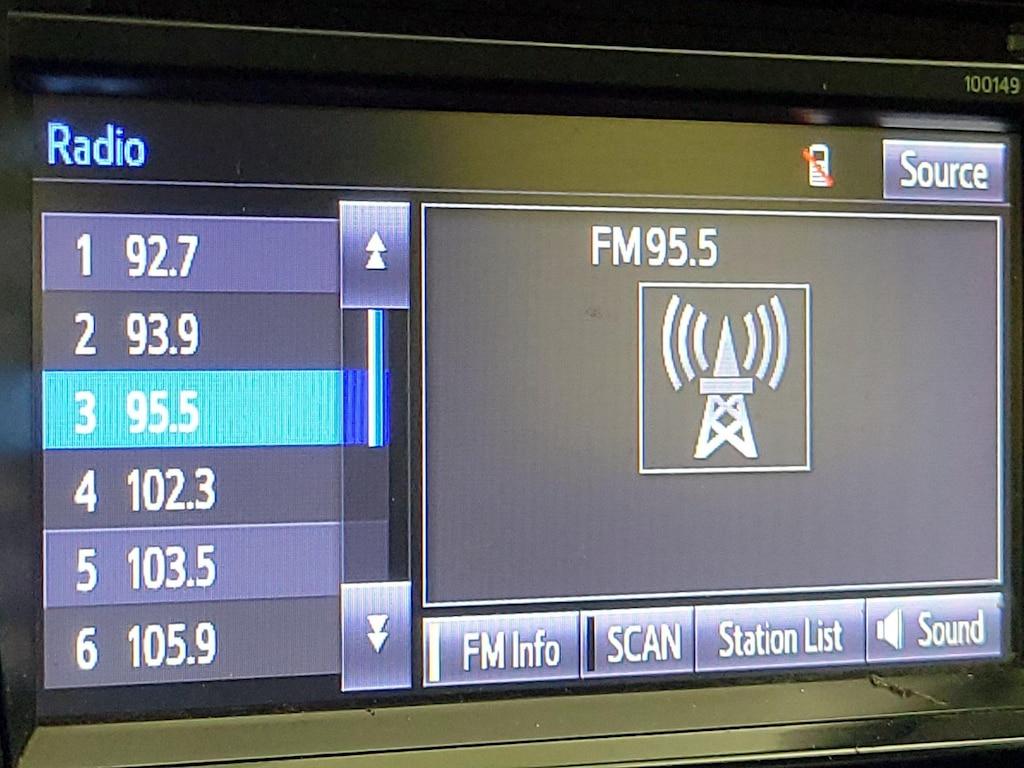 100149
Radio
Source
1 92.7
2 93.9
3 95.5
4 102.3
5 103.5
6 105.9
FM95.5
FM Info
SCAN
Station List
Sound